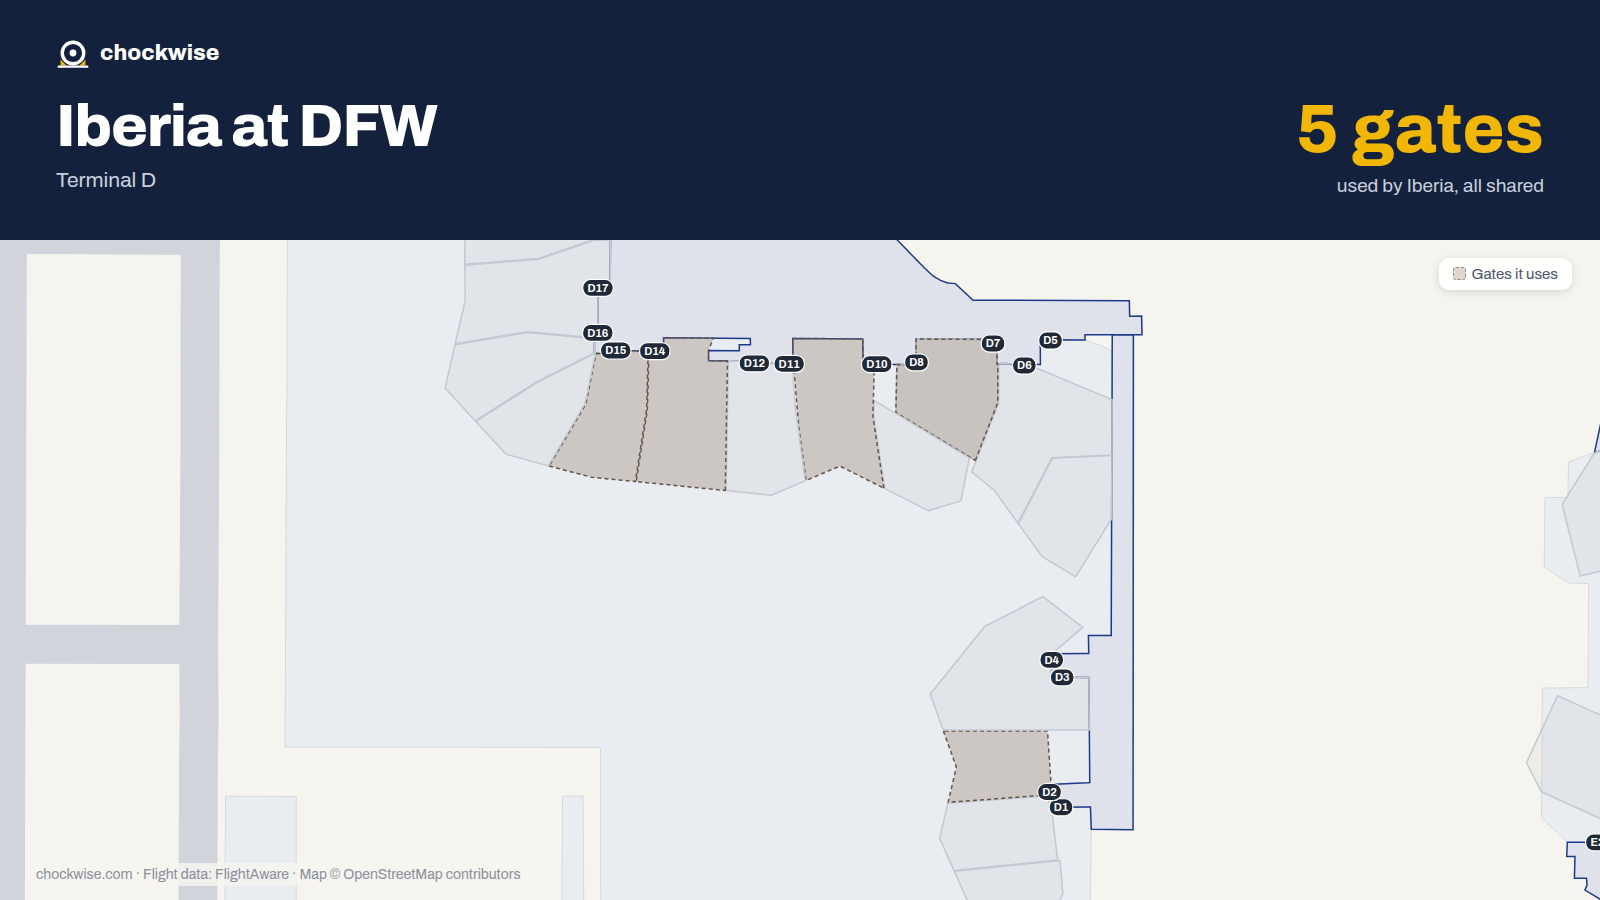 chockwise
Iberia at DFW
Terminal D
5 gates
used by Iberia, all shared
Gates it uses
D17
D16
D15
D14
D12
D11
D10
D8
D7
D6
D5
D4
D3
D2
D1
chockwise.com · Flight data: FlightAware · Map © OpenStreetMap contributors